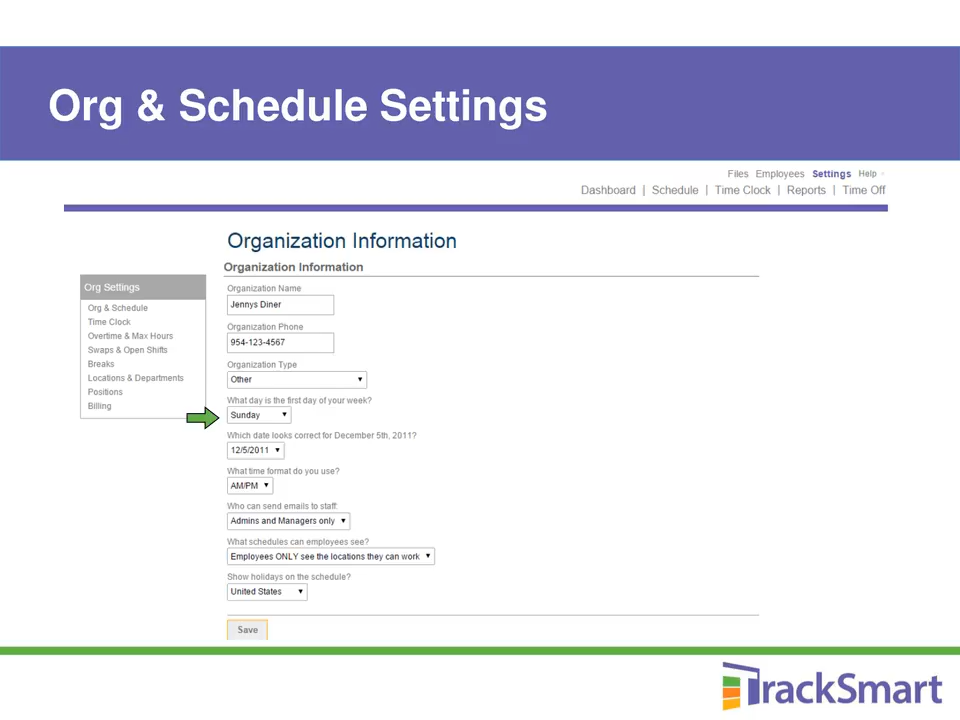 Org & Schedule Settings
Files Employees Settings Help
Dashboard | Schedule | Time Clock | Reports | Time Off
Organization Information
Organization Information
Org Settings
Org & Schedule
Time Clock
Overtime & Max Hours
Swaps & Open Shifts
Breaks
Locations & Departments
Positions
Billing
Organization Name
Jennys Diner
Organization Phone
954-123-4567
Organization Type
Other
What day is the first day of your week?
Sunday
Which date looks correct for December 5th, 2011?
12/5/2011
What time format do you use?
AM/PM
Who can send emails to staff:
Admins and Managers only
What schedules can employees see?
Employees ONLY see the locations they can work
Show holidays on the schedule?
United States
Save
TrackSmart